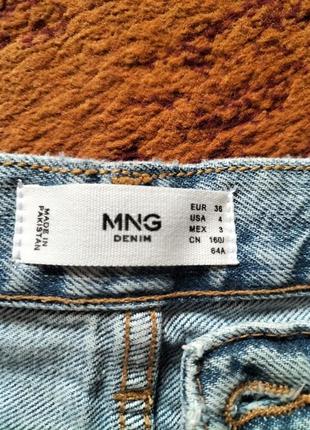 MADE IN
PAKISTAN
MNG
DENIM
EUR 36
USA 4
MEX 3
CN 160/
64A